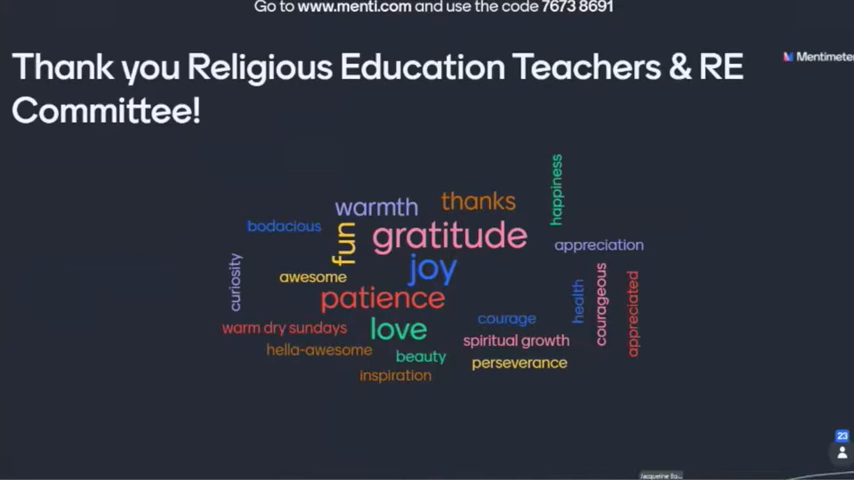 Go to www.menti.com and use the code 7673 8691
Thank you Religious Education Teachers & RE
Mentimeter
Committee!
happiness
warmth
thanks
bodacious
fun
gratitude
appreciation
curiosity
awesome
joy
patience
health
courageous
appreciated
warm dry sundays
love
courage
spiritual growth
hella-awesome
beauty
perseverance
inspiration
23